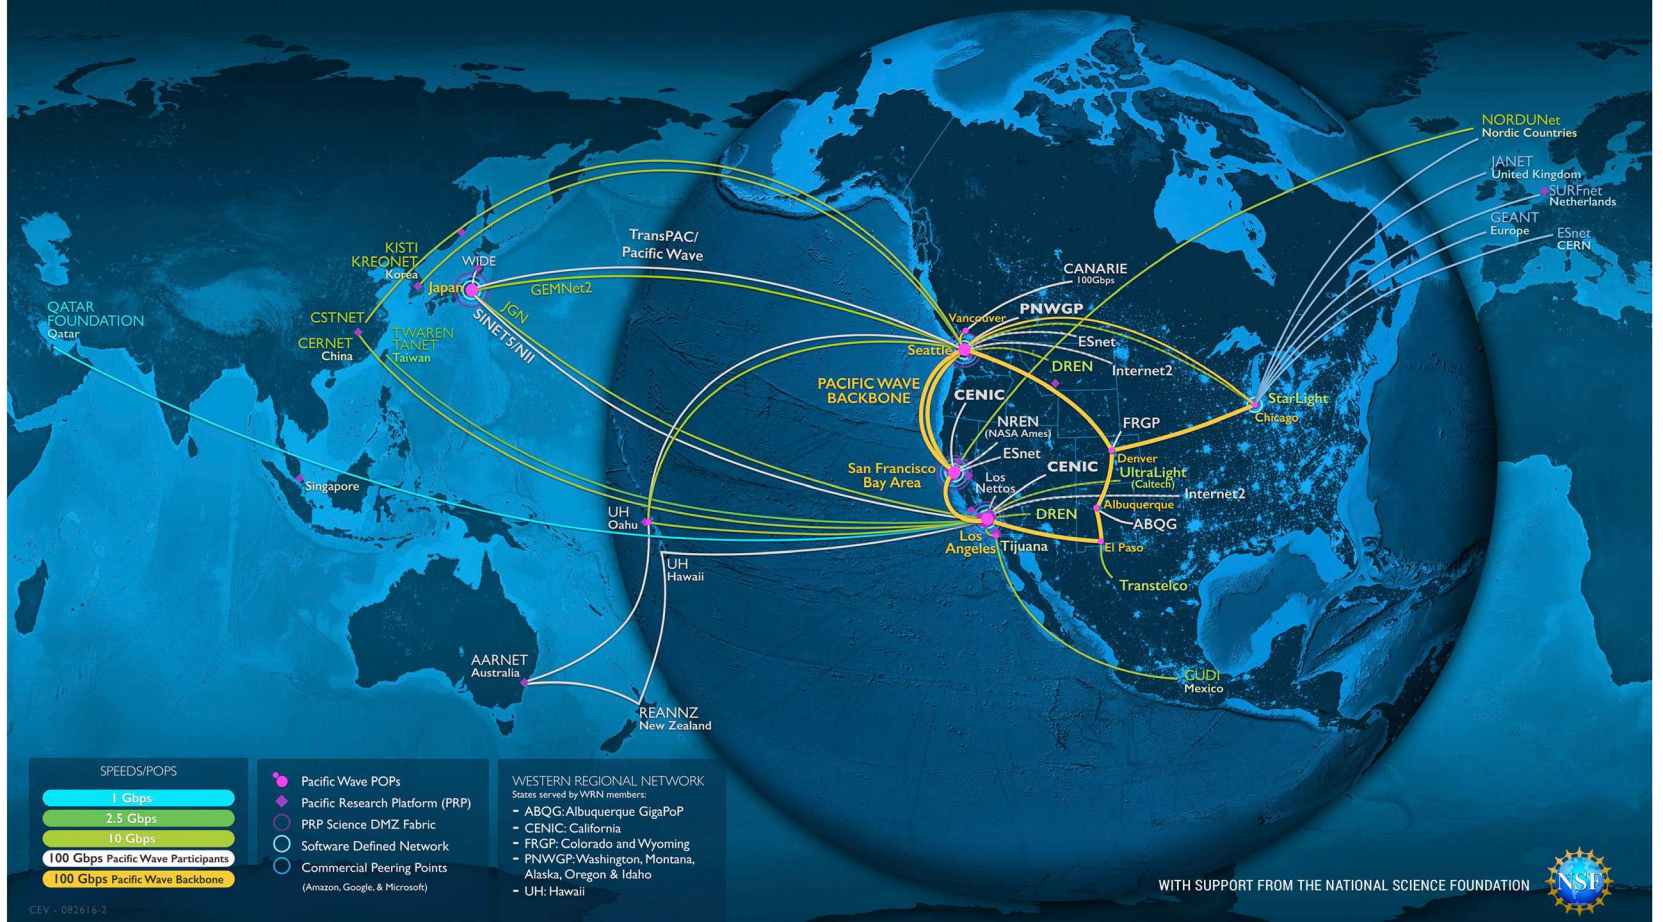 NORDUNet
Nordic Countries
JANET
United Kingdom
SURFnet
Netherlands
GEANT
Europe
ESnet
CERN
TransPAC/
Pacific Wave
KISTI
KREONET
Korea
WIDE
Japan
GEMNet2
JGN
SINET5/NII
QATAR
FOUNDATION
Qatar
CSTNET
CERNET
China
TWAREN
TANET
Taiwan
Singapore
CANARIE
100Gbps
PNWGP
Vancouver
Seattle
ESnet
DREN
Internet2
PACIFIC WAVE
BACKBONE
CENIC
StarLight
Chicago
NREN
(NASA Ames)
FRGP
ESnet
Denver
San Francisco
Bay Area
CENIC
UltraLight
(Caltech)
Los
Nettos
Internet2
Albuquerque
DREN
ABQG
UH
Oahu
Los
Angeles
Tijuana
El Paso
UH
Hawaii
Transtelco
AARNET
Australia
CUDI
Mexico
REANNZ
New Zealand
SPEEDS/POPS
1 Gbps
2.5 Gbps
10 Gbps
100 Gbps Pacific Wave Participants
100 Gbps Pacific Wave Backbone
Pacific Wave POPs
Pacific Research Platform (PRP)
PRP Science DMZ Fabric
Software Defined Network
Commercial Peering Points
(Amazon, Google, & Microsoft)
WESTERN REGIONAL NETWORK
States served by WRN members:
- ABQG: Albuquerque GigaPoP
- CENIC: California
- FRGP: Colorado and Wyoming
- PNWGP: Washington, Montana,
Alaska, Oregon & Idaho
- UH: Hawaii
WITH SUPPORT FROM THE NATIONAL SCIENCE FOUNDATION
NSF
CEV - 082616-2